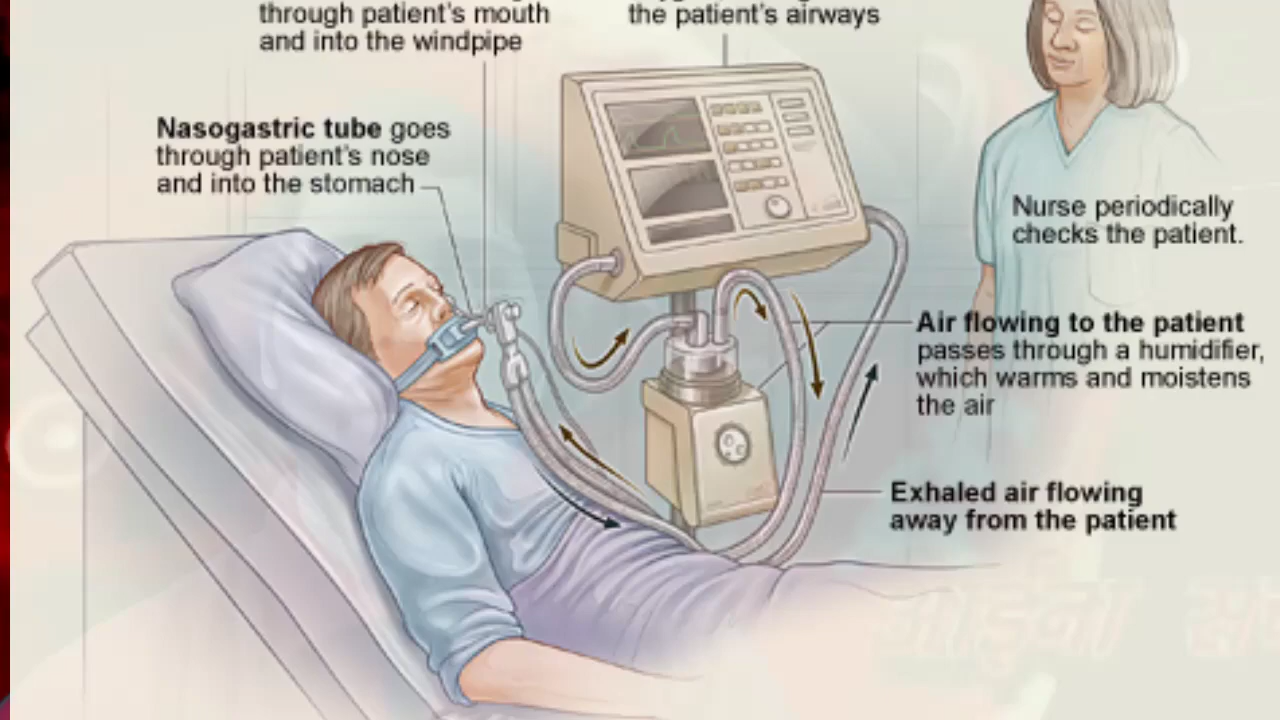 through patient's mouth
and into the windpipe
the patient's airways
Nasogastric tube goes
through patient's nose
and into the stomach
Nurse periodically
checks the patient.
Air flowing to the patient
passes through a humidifier,
which warms and moistens
the air
Exhaled air flowing
away from the patient